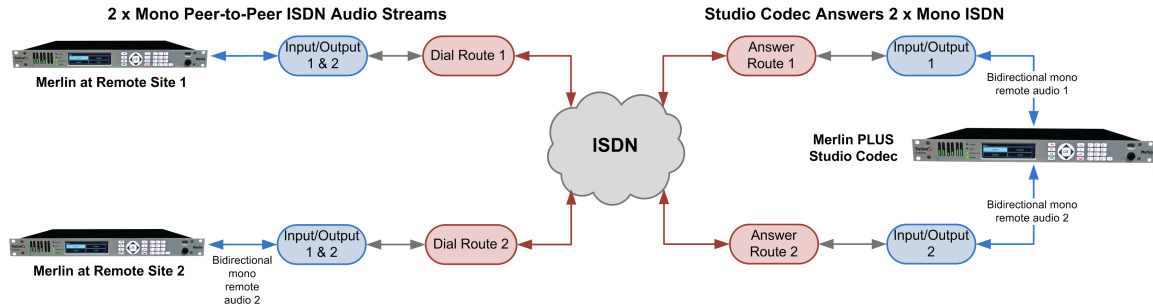 2 x Mono Peer-to-Peer ISDN Audio Streams
Studio Codec Answers 2 x Mono ISDN
Input/Output
1 & 2
Dial Route 1
Answer
Route 1
Input/Output
1
Merlin at Remote Site 1
Bidirectional mono
remote audio 1
ISDN
Merlin PLUS
Studio Codec
Bidirectional mono
remote audio 2
Input/Output
1 & 2
Dial Route 2
Answer
Route 2
Input/Output
2
Merlin at Remote Site 2
Bidirectional
mono
remote
audio 2